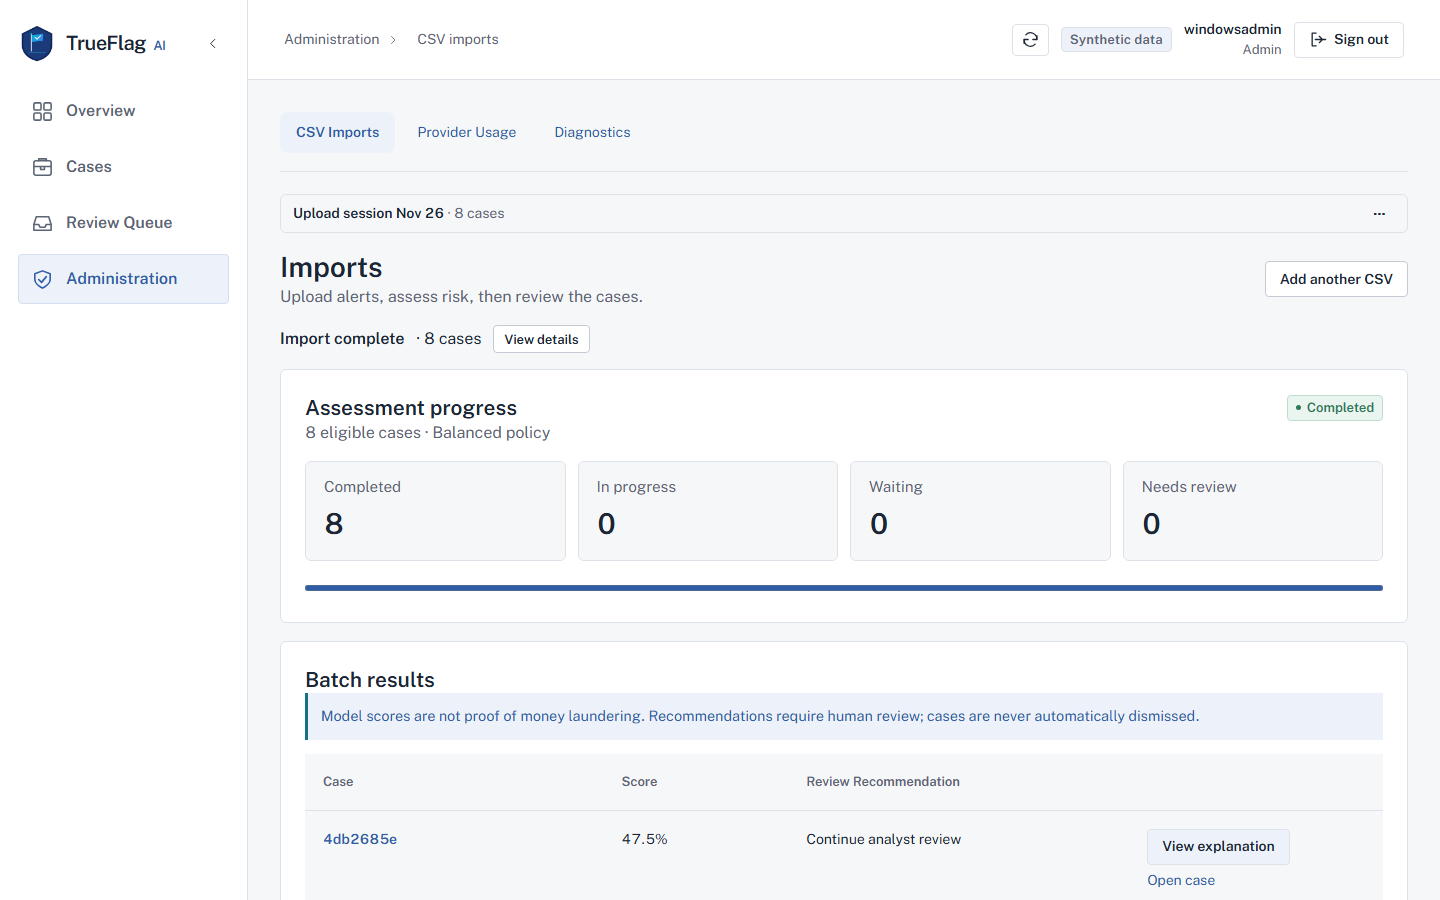 TrueFlag AI
Overview
Cases
Review Queue
Administration
Administration > CSV imports
Synthetic data
windowsadmin
Admin
Sign out
CSV Imports
Provider Usage
Diagnostics
Upload session Nov 26 · 8 cases
Imports
Upload alerts, assess risk, then review the cases.
Add another CSV
Import complete · 8 cases
View details
Assessment progress
8 eligible cases · Balanced policy
Completed
Completed
8
In progress
0
Waiting
0
Needs review
0
Batch results
Model scores are not proof of money laundering. Recommendations require human review; cases are never automatically dismissed.
Case Score Review Recommendation
4db2685e 47.5% Continue analyst review
View explanation
Open case